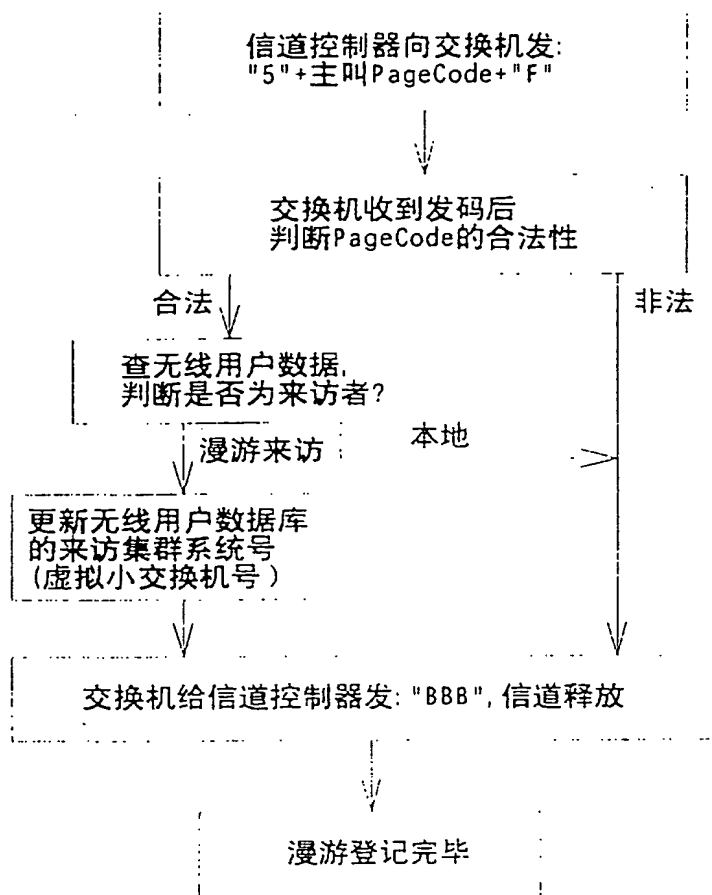 信道控制器向交换机发:
"5"+主叫PageCode+"F"
交换机收到发码后
判断PageCode的合法性
合法
非法
查无线用户数据,
判断是否为来访者?
漫游来访
本地
更新无线用户数据库
的来访集群系统号
(虚拟小交换机号)
交换机给信道控制器发: "BBB", 信道释放
漫游登记完毕